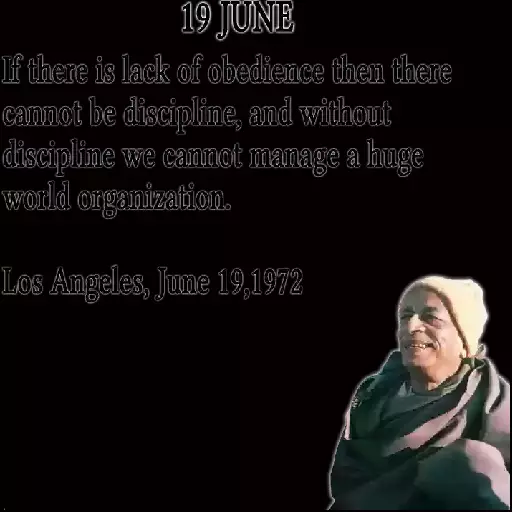 19 JUNE
If there is lack of obedience then there
cannot be discipline, and without
discipline we cannot manage a huge
world organization.
Los Angeles, June 19,1972